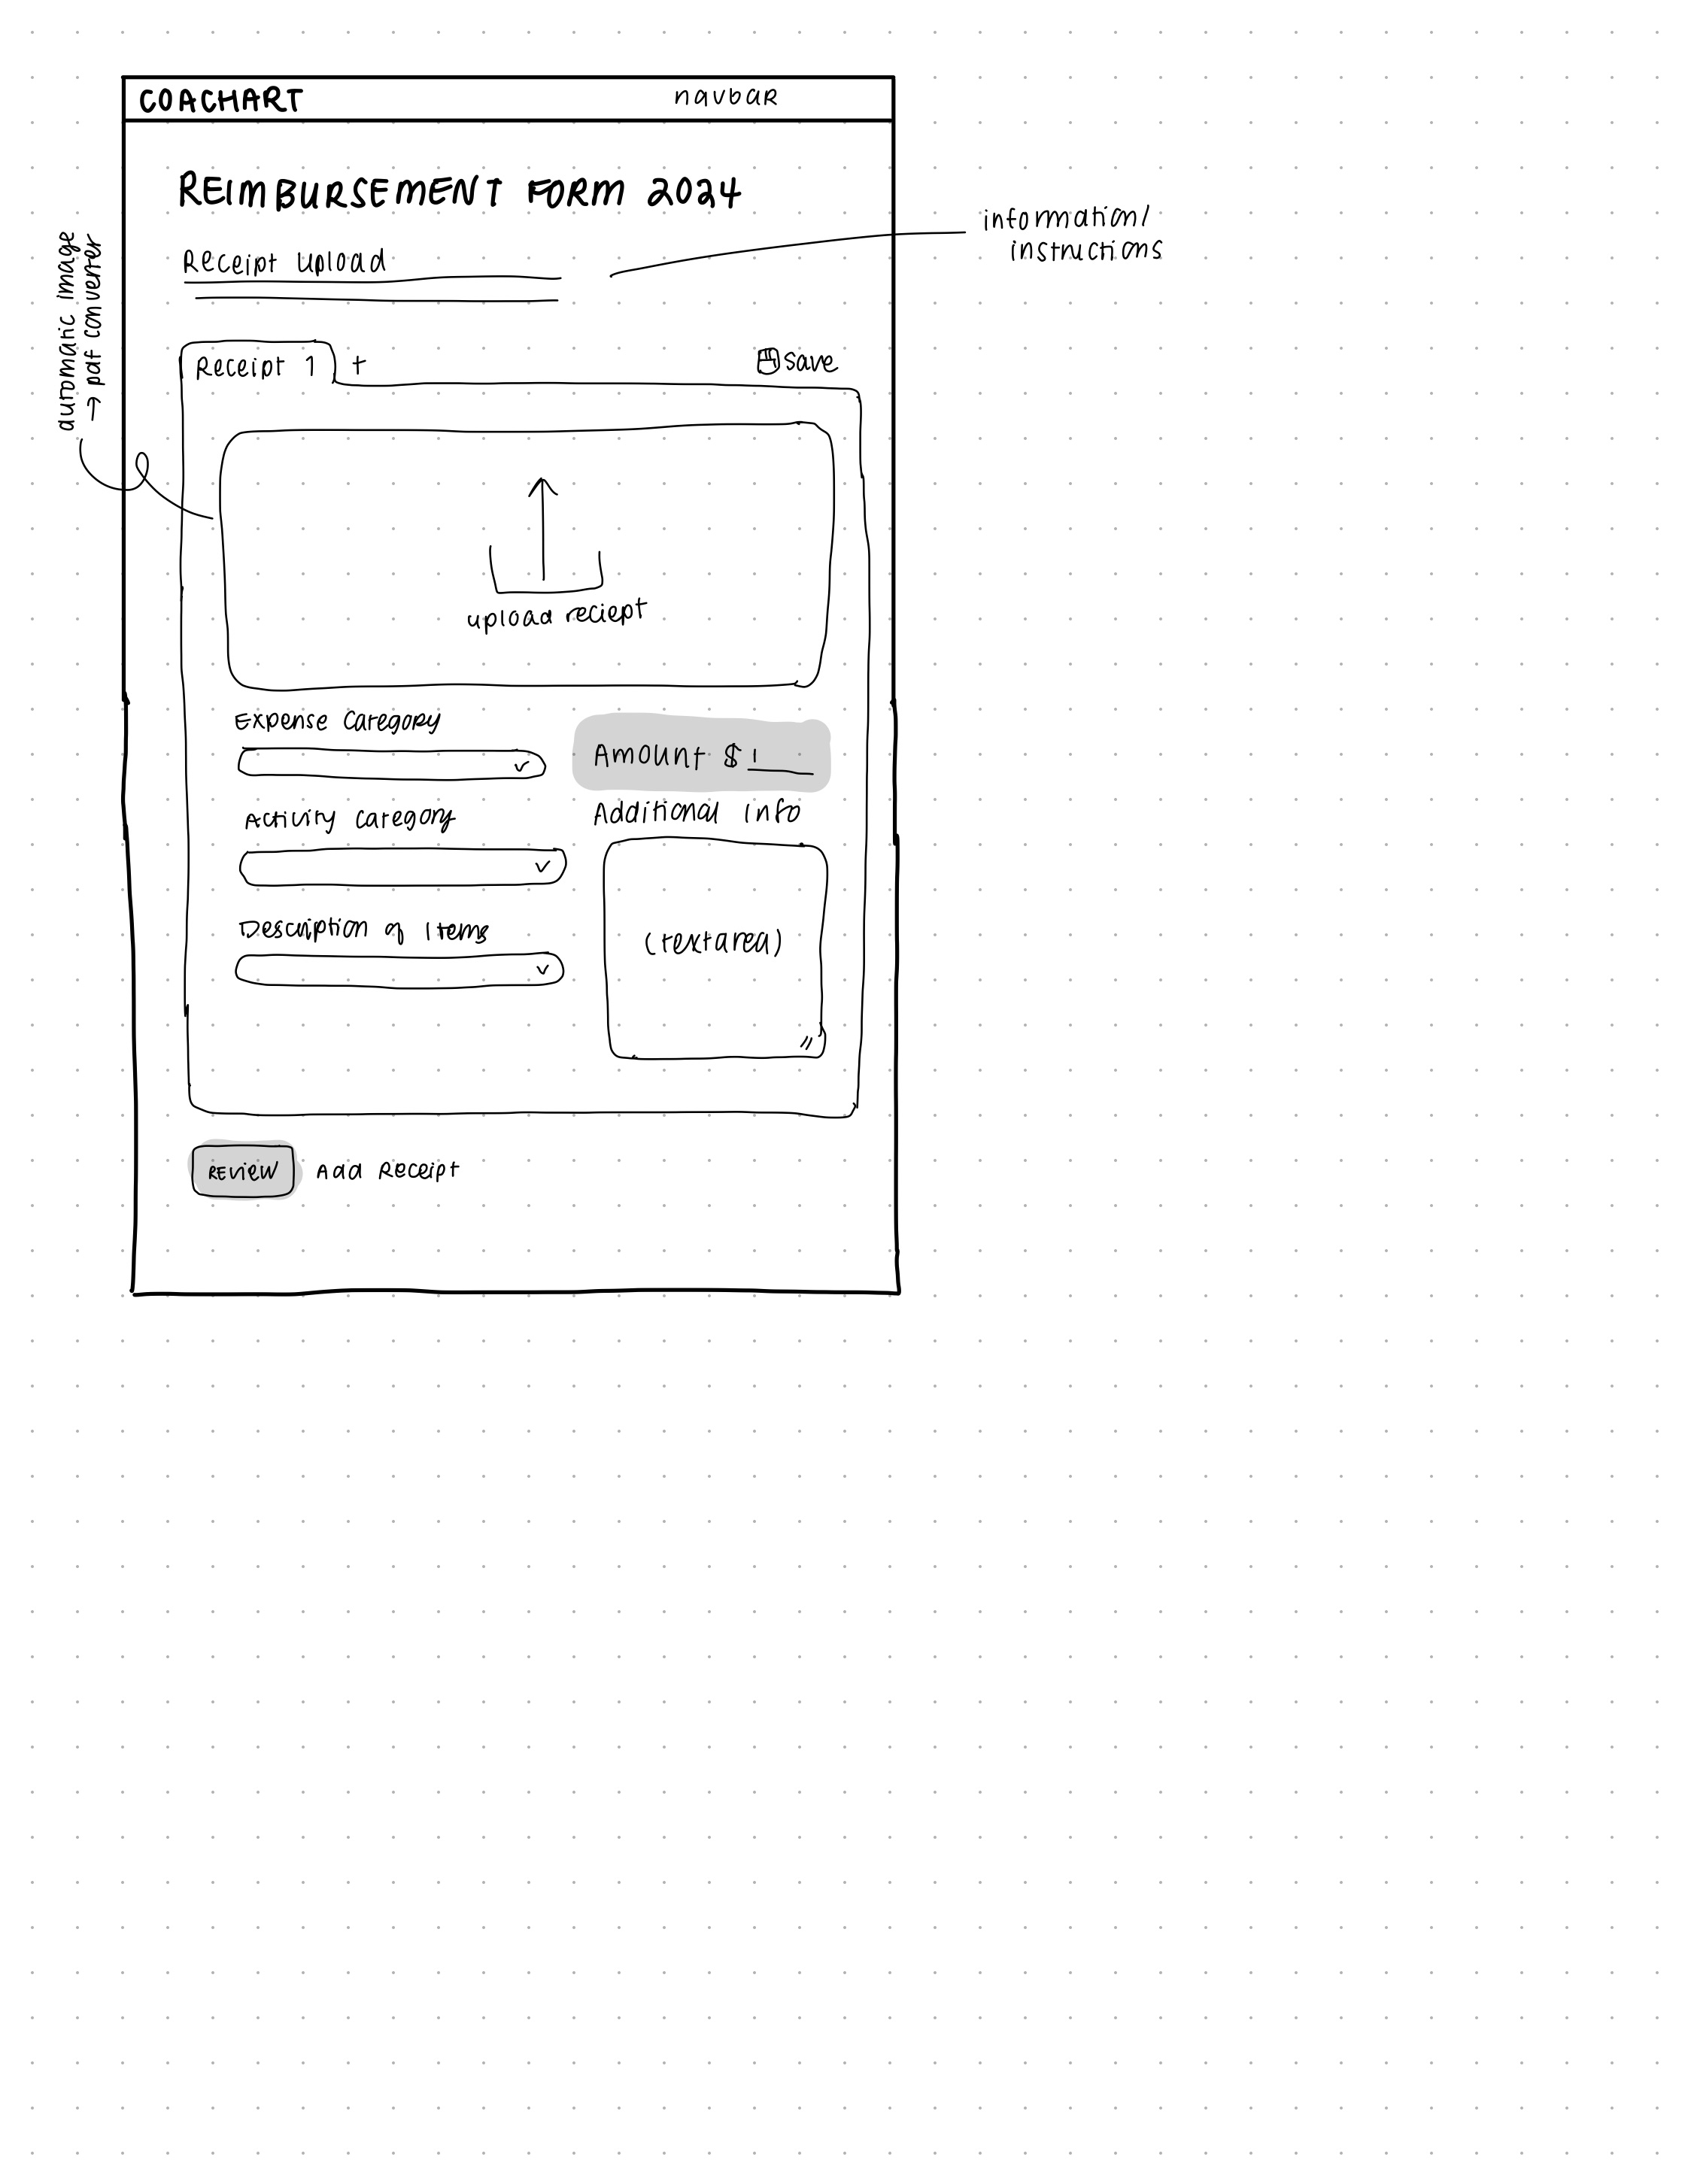 COACHART
navbar
REIMBURSEMENT FORM 2024
Receipt Upload
information/
instructions
automatic image
→ pdf converter
Receipt 1 +
save
upload reciept
Expense Category
Amount $
Activity Category
Additional Info
Description of Items
(textarea)
Review Add Receipt